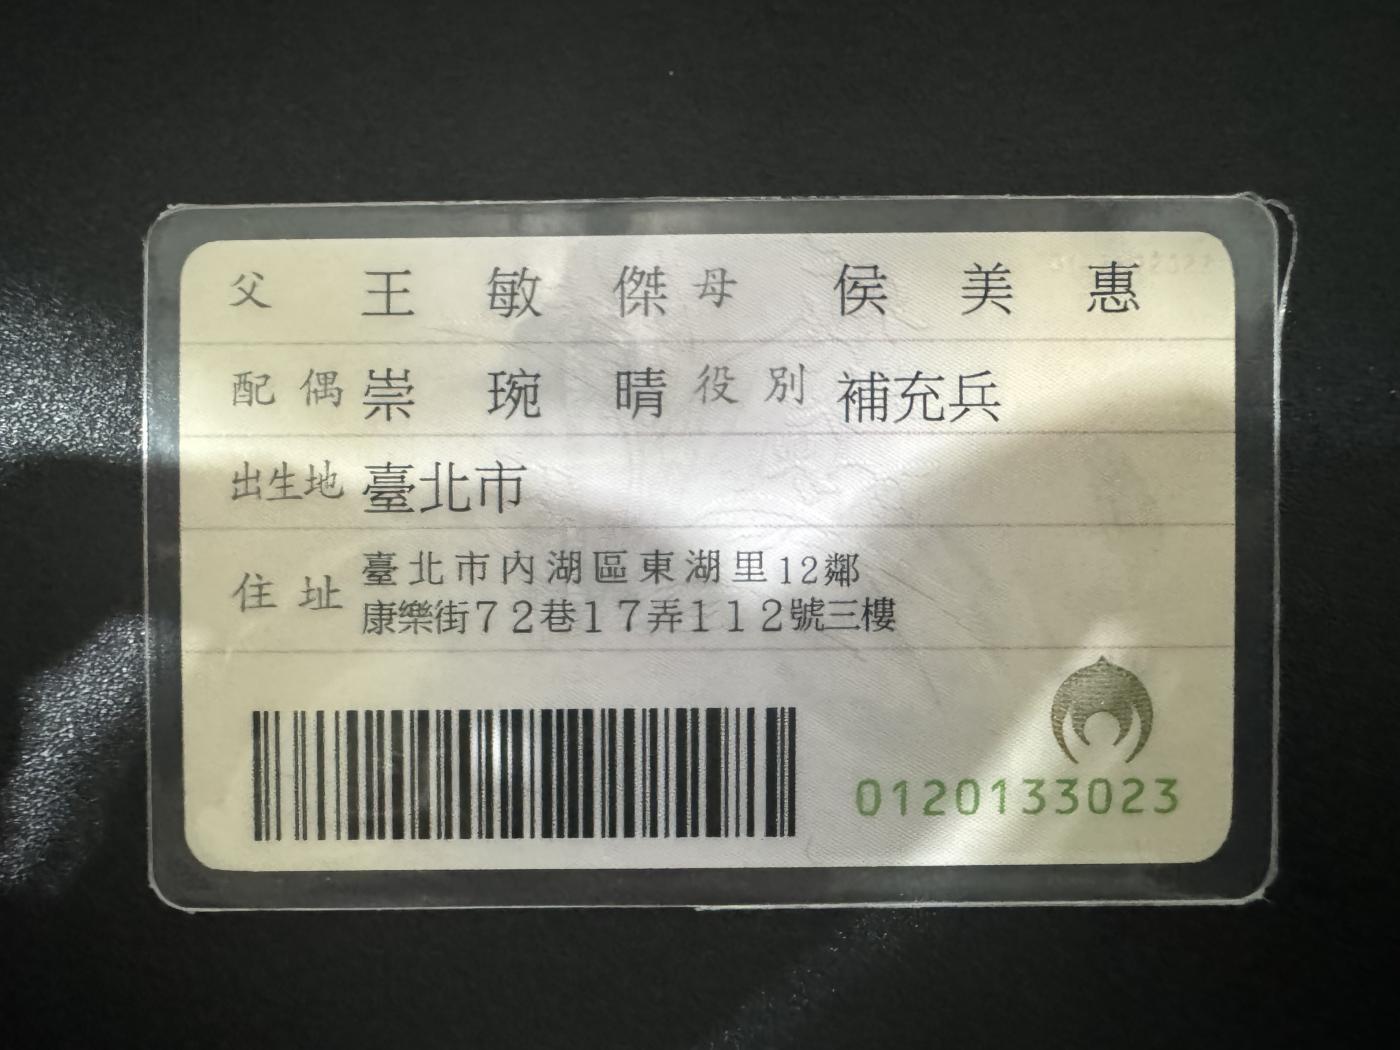 父 王敏傑 母 侯美惠
配偶 崇琬晴 役別 補充兵
出生地 臺北市
住址 臺北市內湖區東湖里12鄰
康樂街72巷17弄112號三樓
0120133023